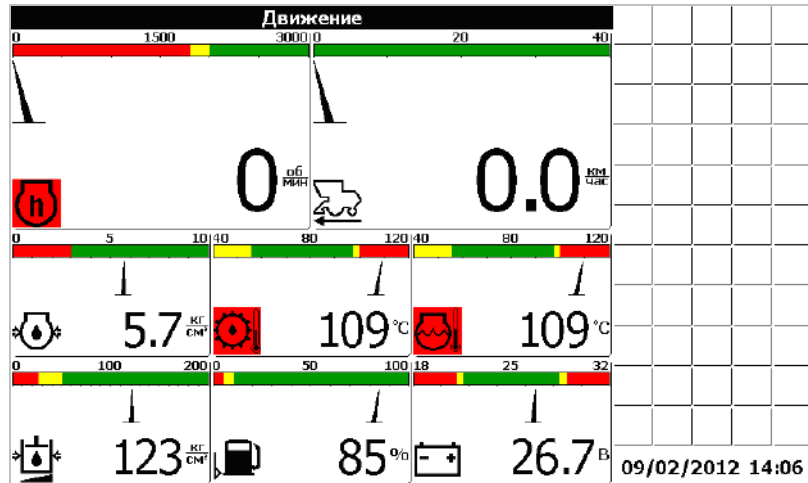 Движение
0 1500 3000 0 20 40
0 об/мин 0.0 км/час
n
0 5 10 40 80 120 40 80 120
5.7 кг/см² 109 °C 109 °C
0 100 200 0 50 100 18 25 32
123 кг/см² 85 % - + 26.7 В
09/02/2012 14:06